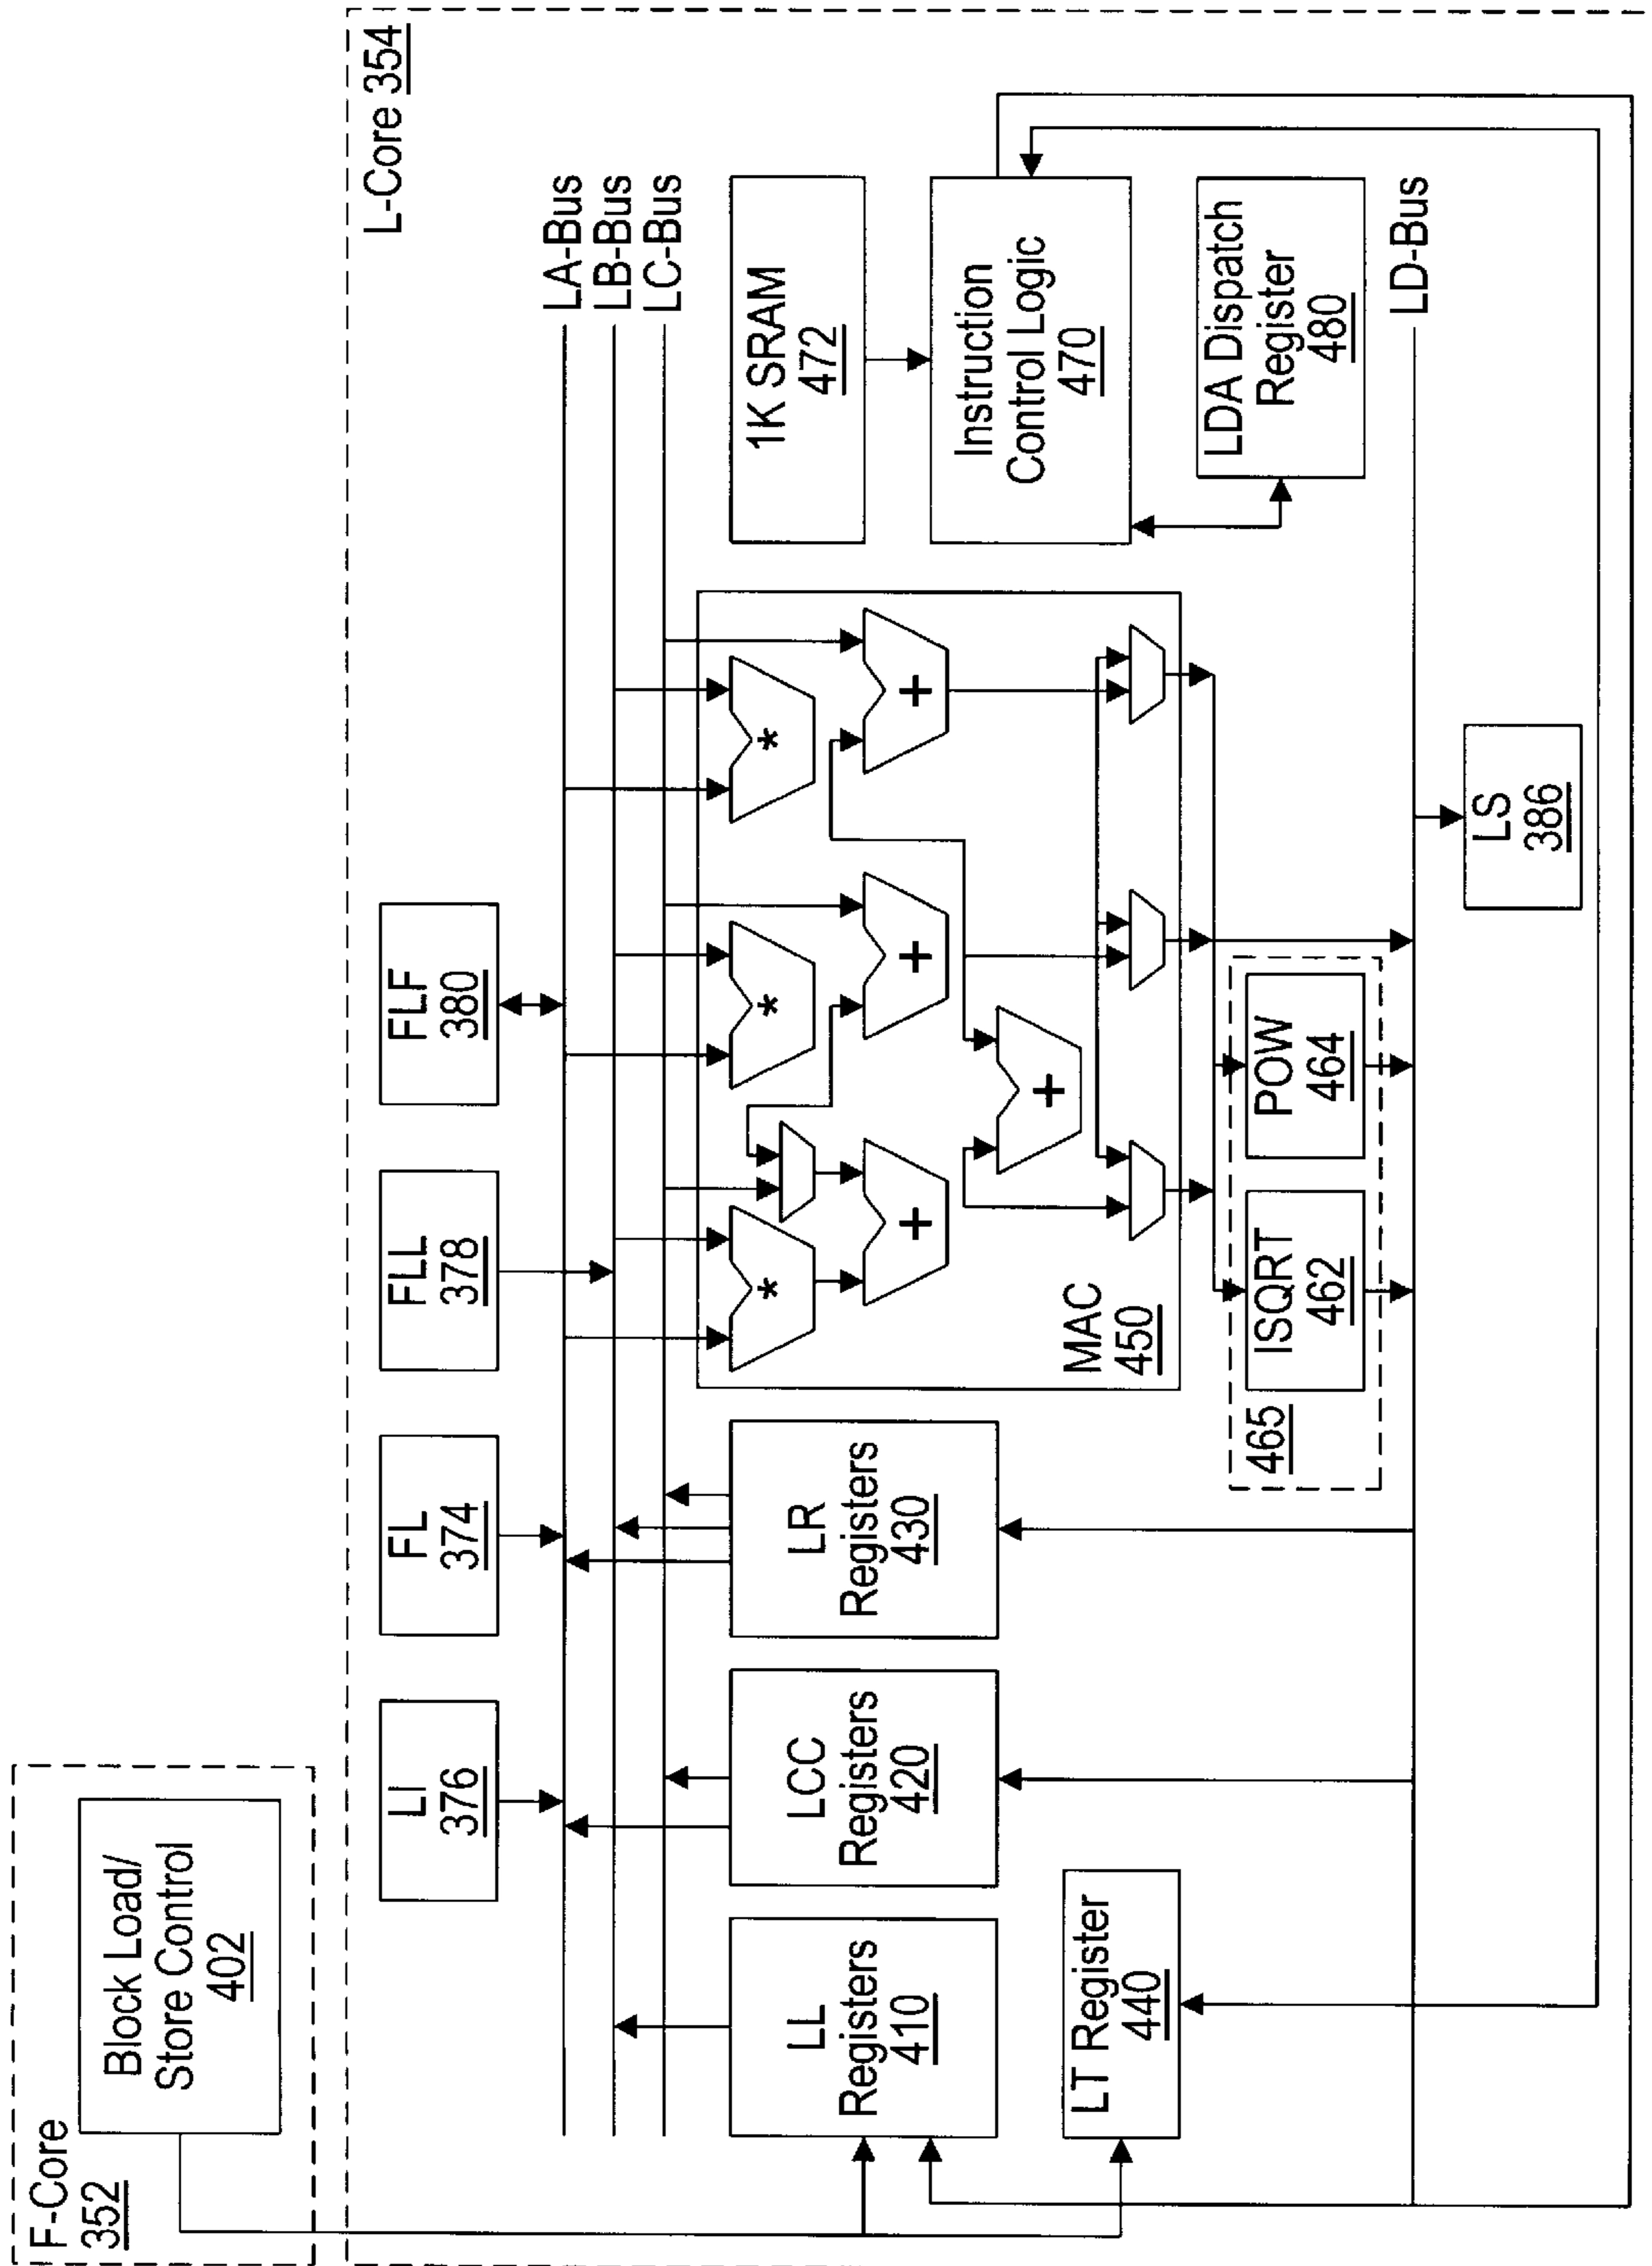 F-Core
352
Block Load/
Store Control
402
L-Core 354
LI
376
FL
374
FLL
378
FLF
380
LA-Bus
LB-Bus
LC-Bus
LL
Registers
410
LCC
Registers
420
LR
Registers
430
*
*
*
+
+
+
+
MAC
450
1K SRAM
472
Instruction
Control Logic
470
LDA Dispatch
Register
480
LT Register
440
465
ISQRT
462
POW
464
LD-Bus
LS
386